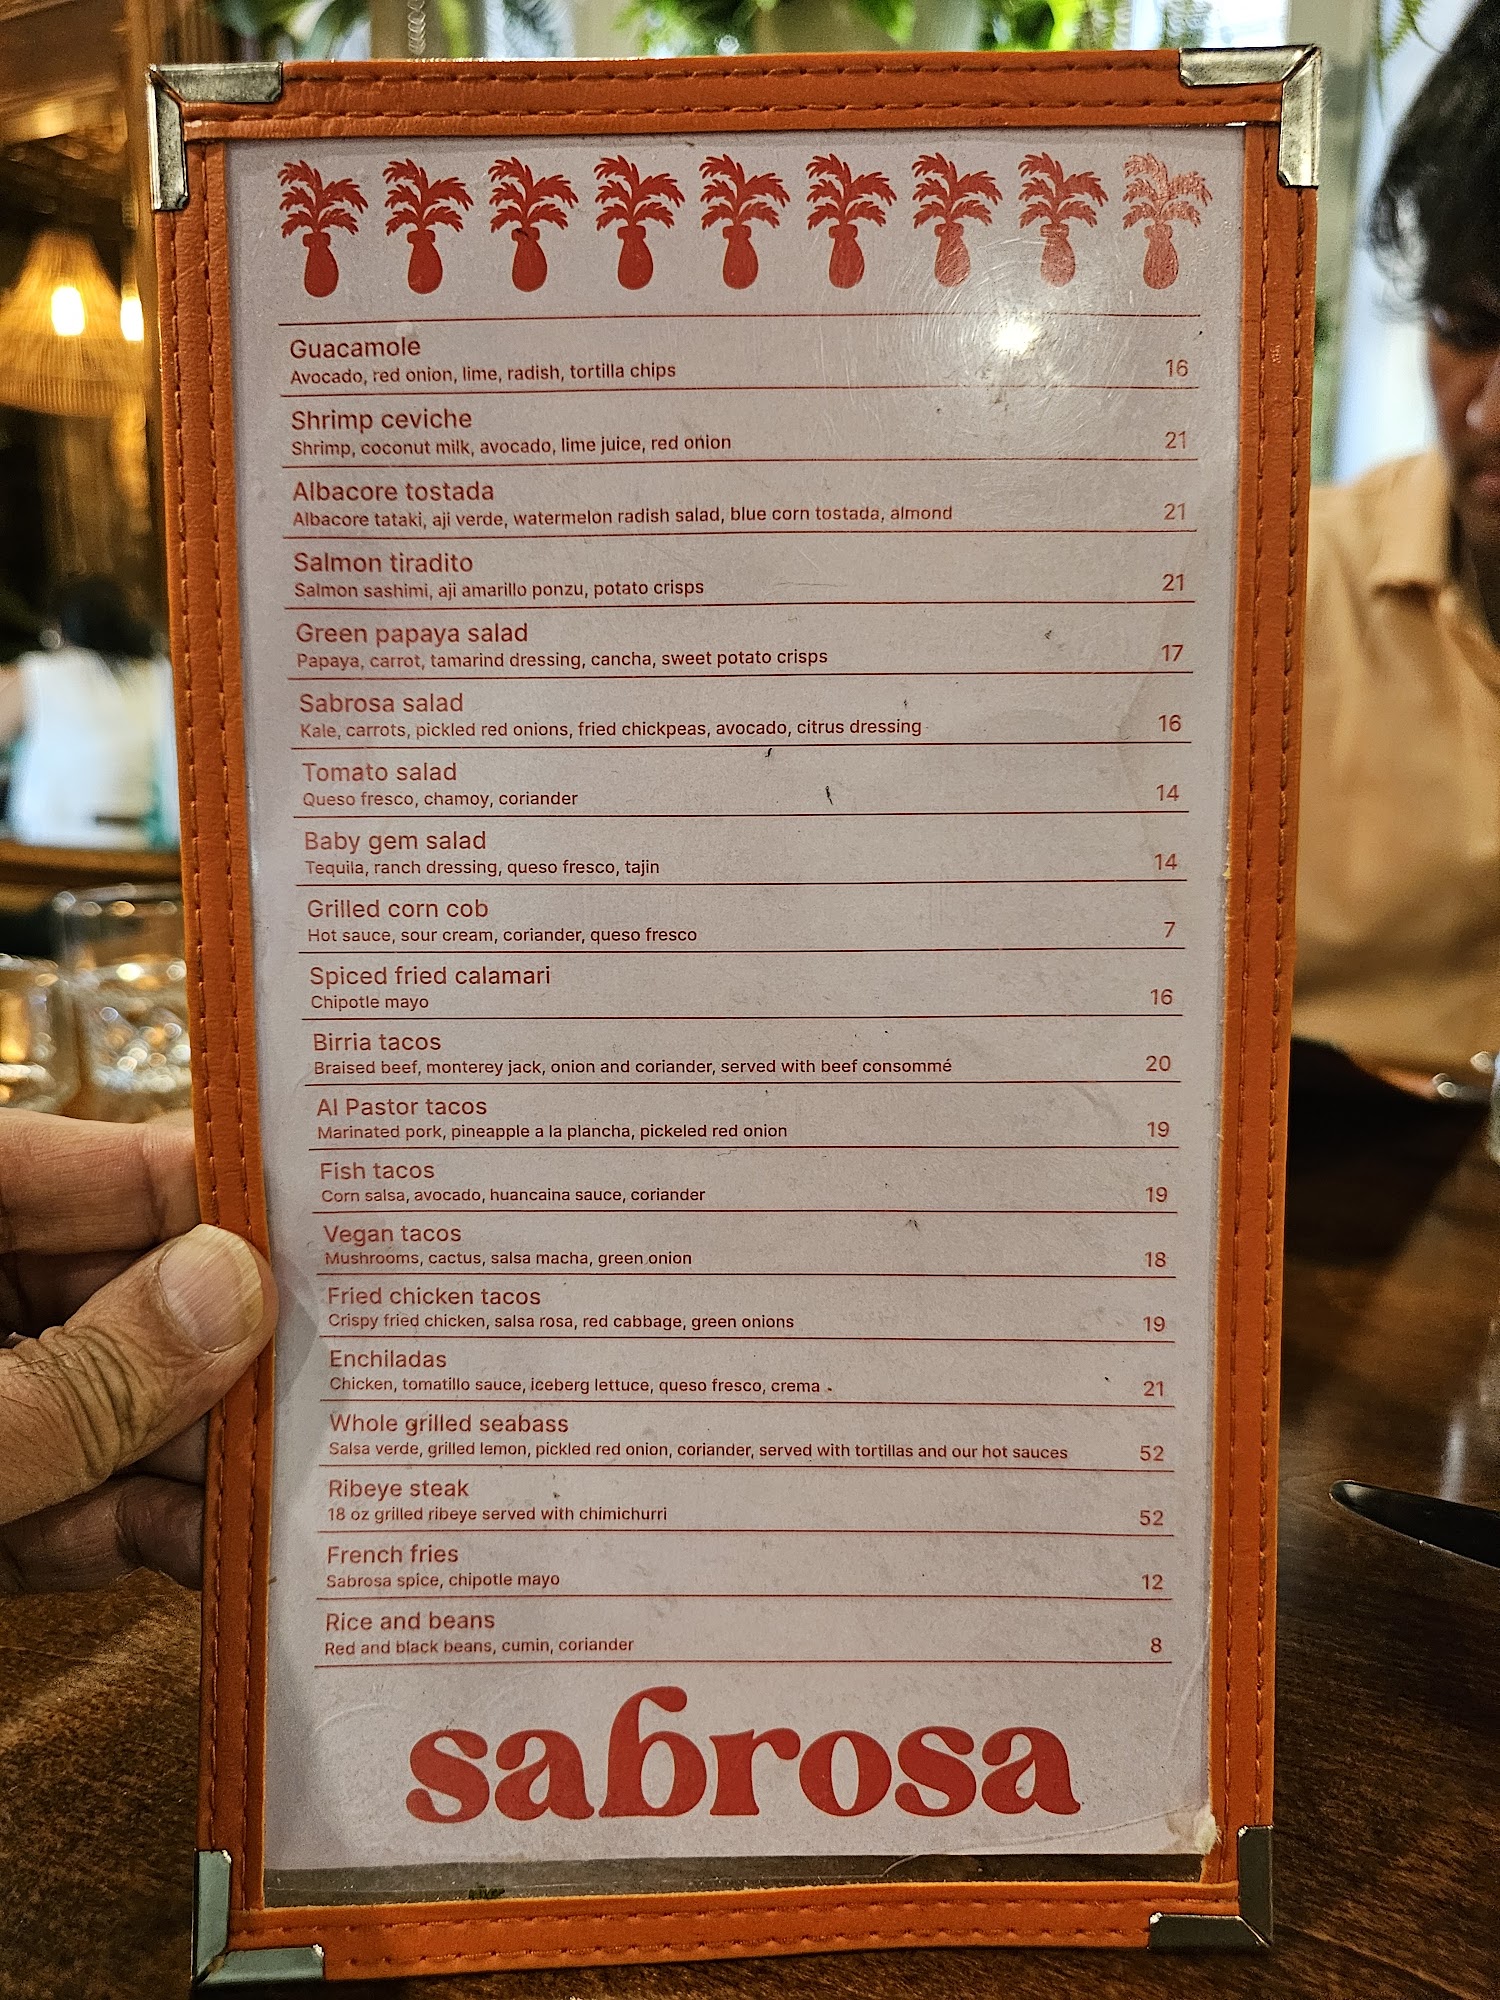 Guacamole
Avocado, red onion, lime, radish, tortilla chips 16
Shrimp ceviche
Shrimp, coconut milk, avocado, lime juice, red onion 21
Albacore tostada
Albacore tataki, aji verde, watermelon radish salad, blue corn tostada, almond 21
Salmon tiradito
Salmon sashimi, aji amarillo ponzu, potato crisps 21
Green papaya salad
Papaya, carrot, tamarind dressing, cancha, sweet potato crisps 17
Sabrosa salad
Kale, carrots, pickled red onions, fried chickpeas, avocado, citrus dressing 16
Tomato salad
Queso fresco, chamoy, coriander 14
Baby gem salad
Tequila, ranch dressing, queso fresco, tajin 14
Grilled corn cob
Hot sauce, sour cream, coriander, queso fresco 7
Spiced fried calamari
Chipotle mayo 16
Birria tacos
Braised beef, monterey jack, onion and coriander, served with beef consommé 20
Al Pastor tacos
Marinated pork, pineapple a la plancha, pickeled red onion 19
Fish tacos
Corn salsa, avocado, huancaina sauce, coriander 19
Vegan tacos
Mushrooms, cactus, salsa macha, green onion 18
Fried chicken tacos
Crispy fried chicken, salsa rosa, red cabbage, green onions 19
Enchiladas
Chicken, tomatillo sauce, iceberg lettuce, queso fresco, crema 21
Whole grilled seabass
Salsa verde, grilled lemon, pickled red onion, coriander, served with tortillas and our hot sauces 52
Ribeye steak
18 oz grilled ribeye served with chimichurri 52
French fries
Sabrosa spice, chipotle mayo 12
Rice and beans
Red and black beans, cumin, coriander 8
sabrosa